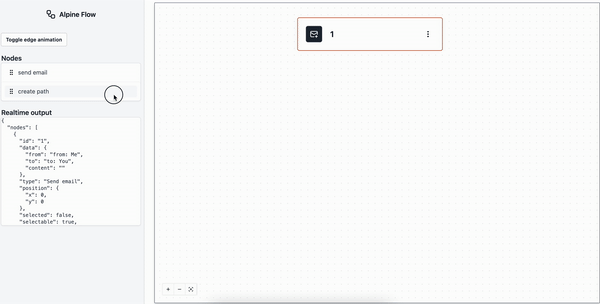 Alpine Flow
Toggle edge animation
Nodes
send email
create path
Realtime output
{
"nodes": [
{
"id": "1",
"data": {
"from": "from: Me",
"to": "to: You",
"content": ""
},
"type": "Send email",
"position": {
"x": 0,
"y": 0
},
"selected": false,
"selectable": true,
1